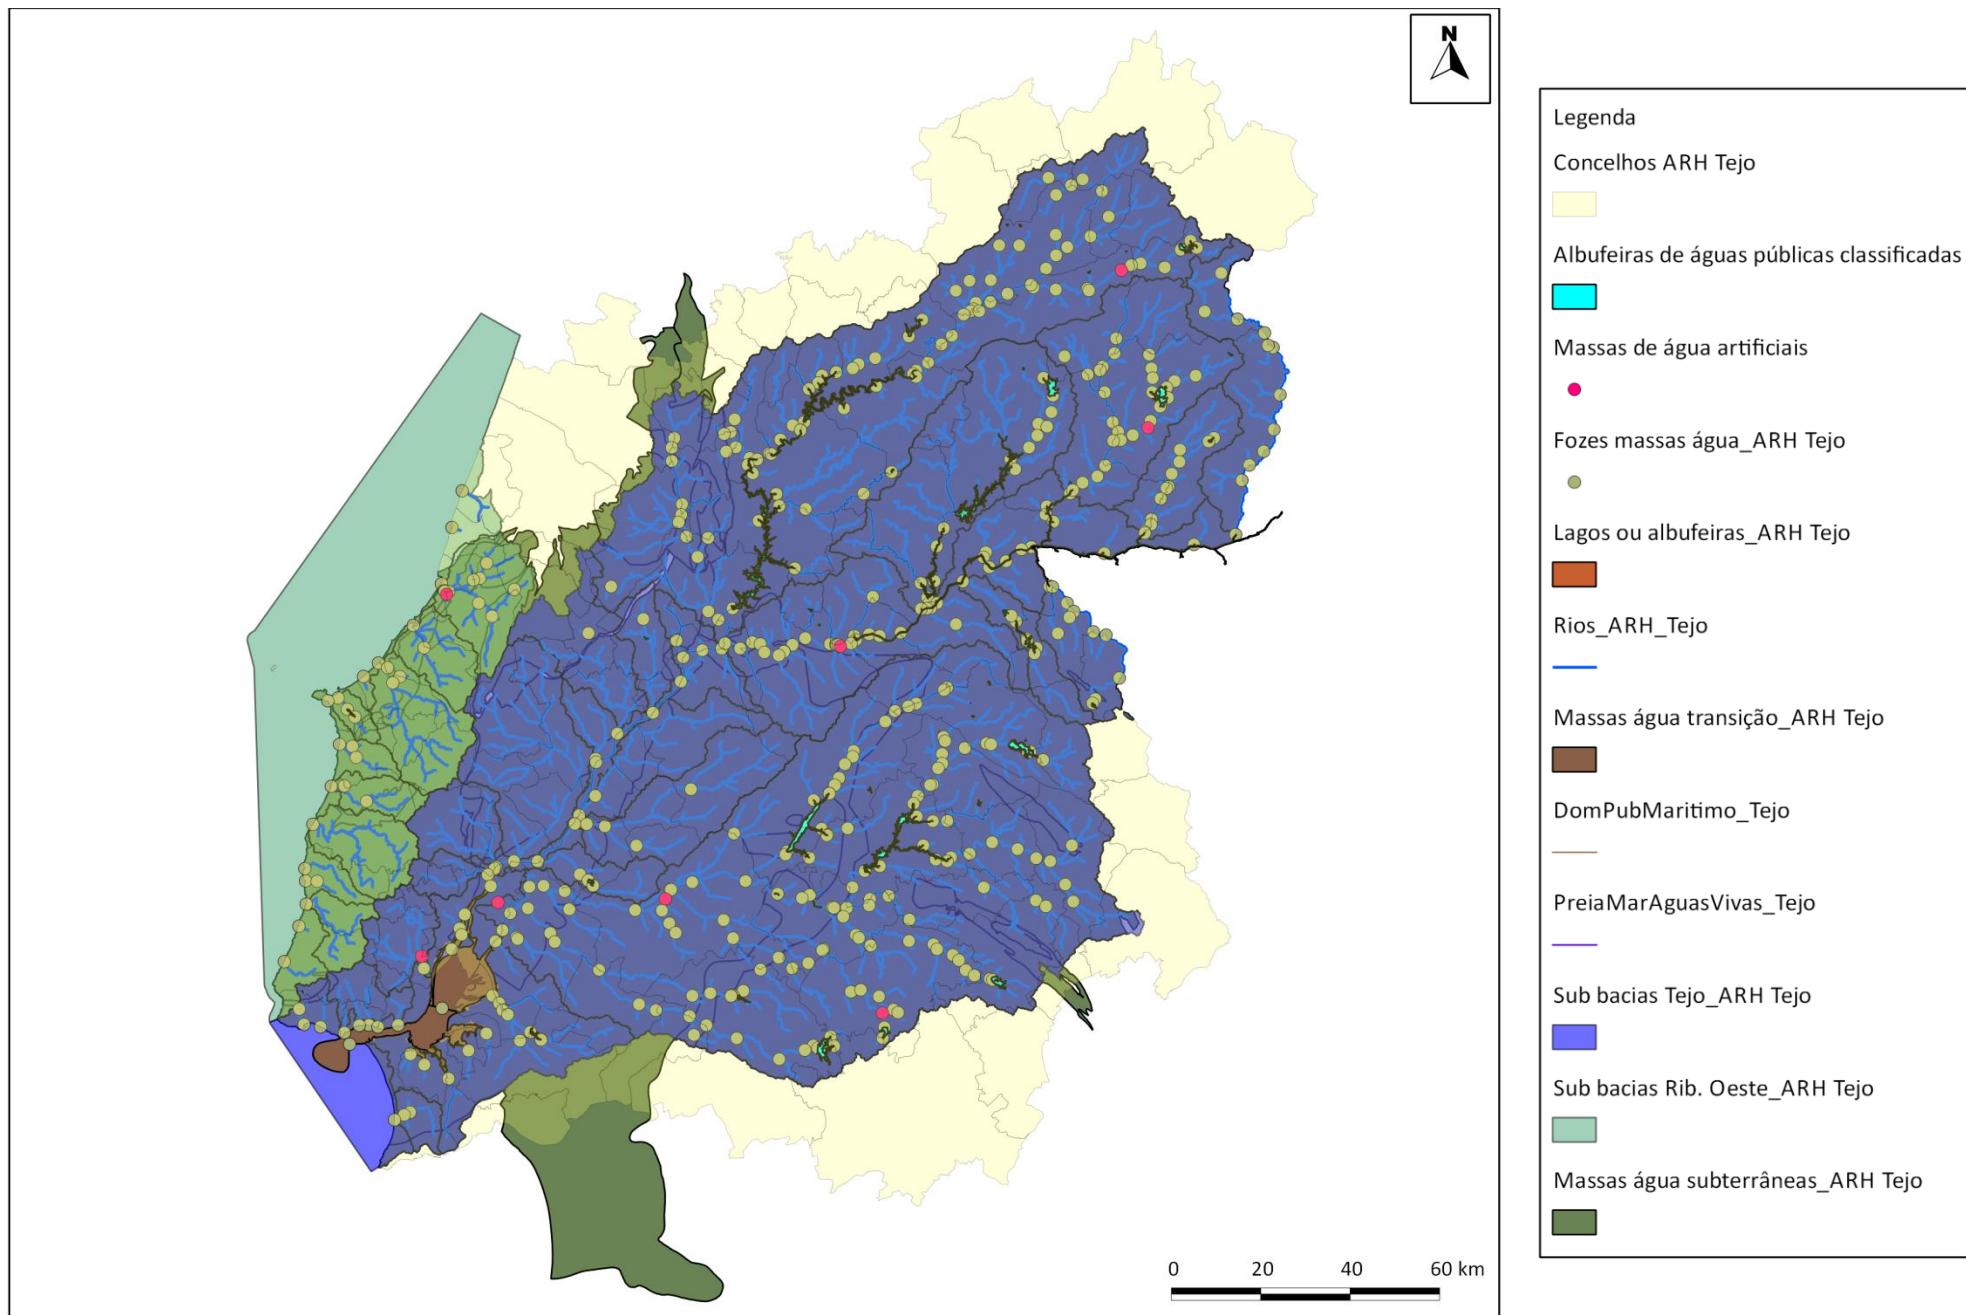 N
Legenda
Concelhos ARH Tejo
Albufeiras de águas públicas classificadas
Massas de água artificiais
Fozes massas água_ARH Tejo
Lagos ou albufeiras_ARH Tejo
Rios_ARH_Tejo
Massas água transição_ARH Tejo
DomPubMaritimo_Tejo
PreiaMarAguasVivas_Tejo
Sub bacias Tejo_ARH Tejo
Sub bacias Rib. Oeste_ARH Tejo
Massas água subterrâneas_ARH Tejo
0 20 40 60 km